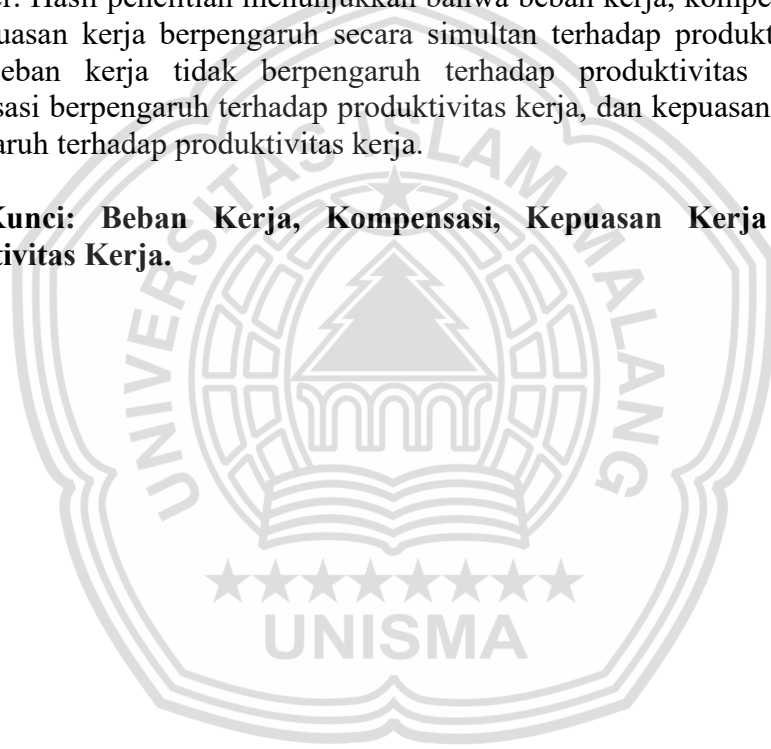 er. Hasil penelitian menunjukkan bahwa beban kerja, kompe
uasan kerja berpengaruh secara simultan terhadap produkt
eban kerja tidak berpengaruh terhadap produktivitas
sasi berpengaruh terhadap produktivitas kerja, dan kepuasan
aruh terhadap produktivitas kerja.
Kunci: Beban Kerja, Kompensasi, Kepuasan Kerja
tivitas Kerja.
UNIVERSITAS ISLAM MALANG
UNISMA